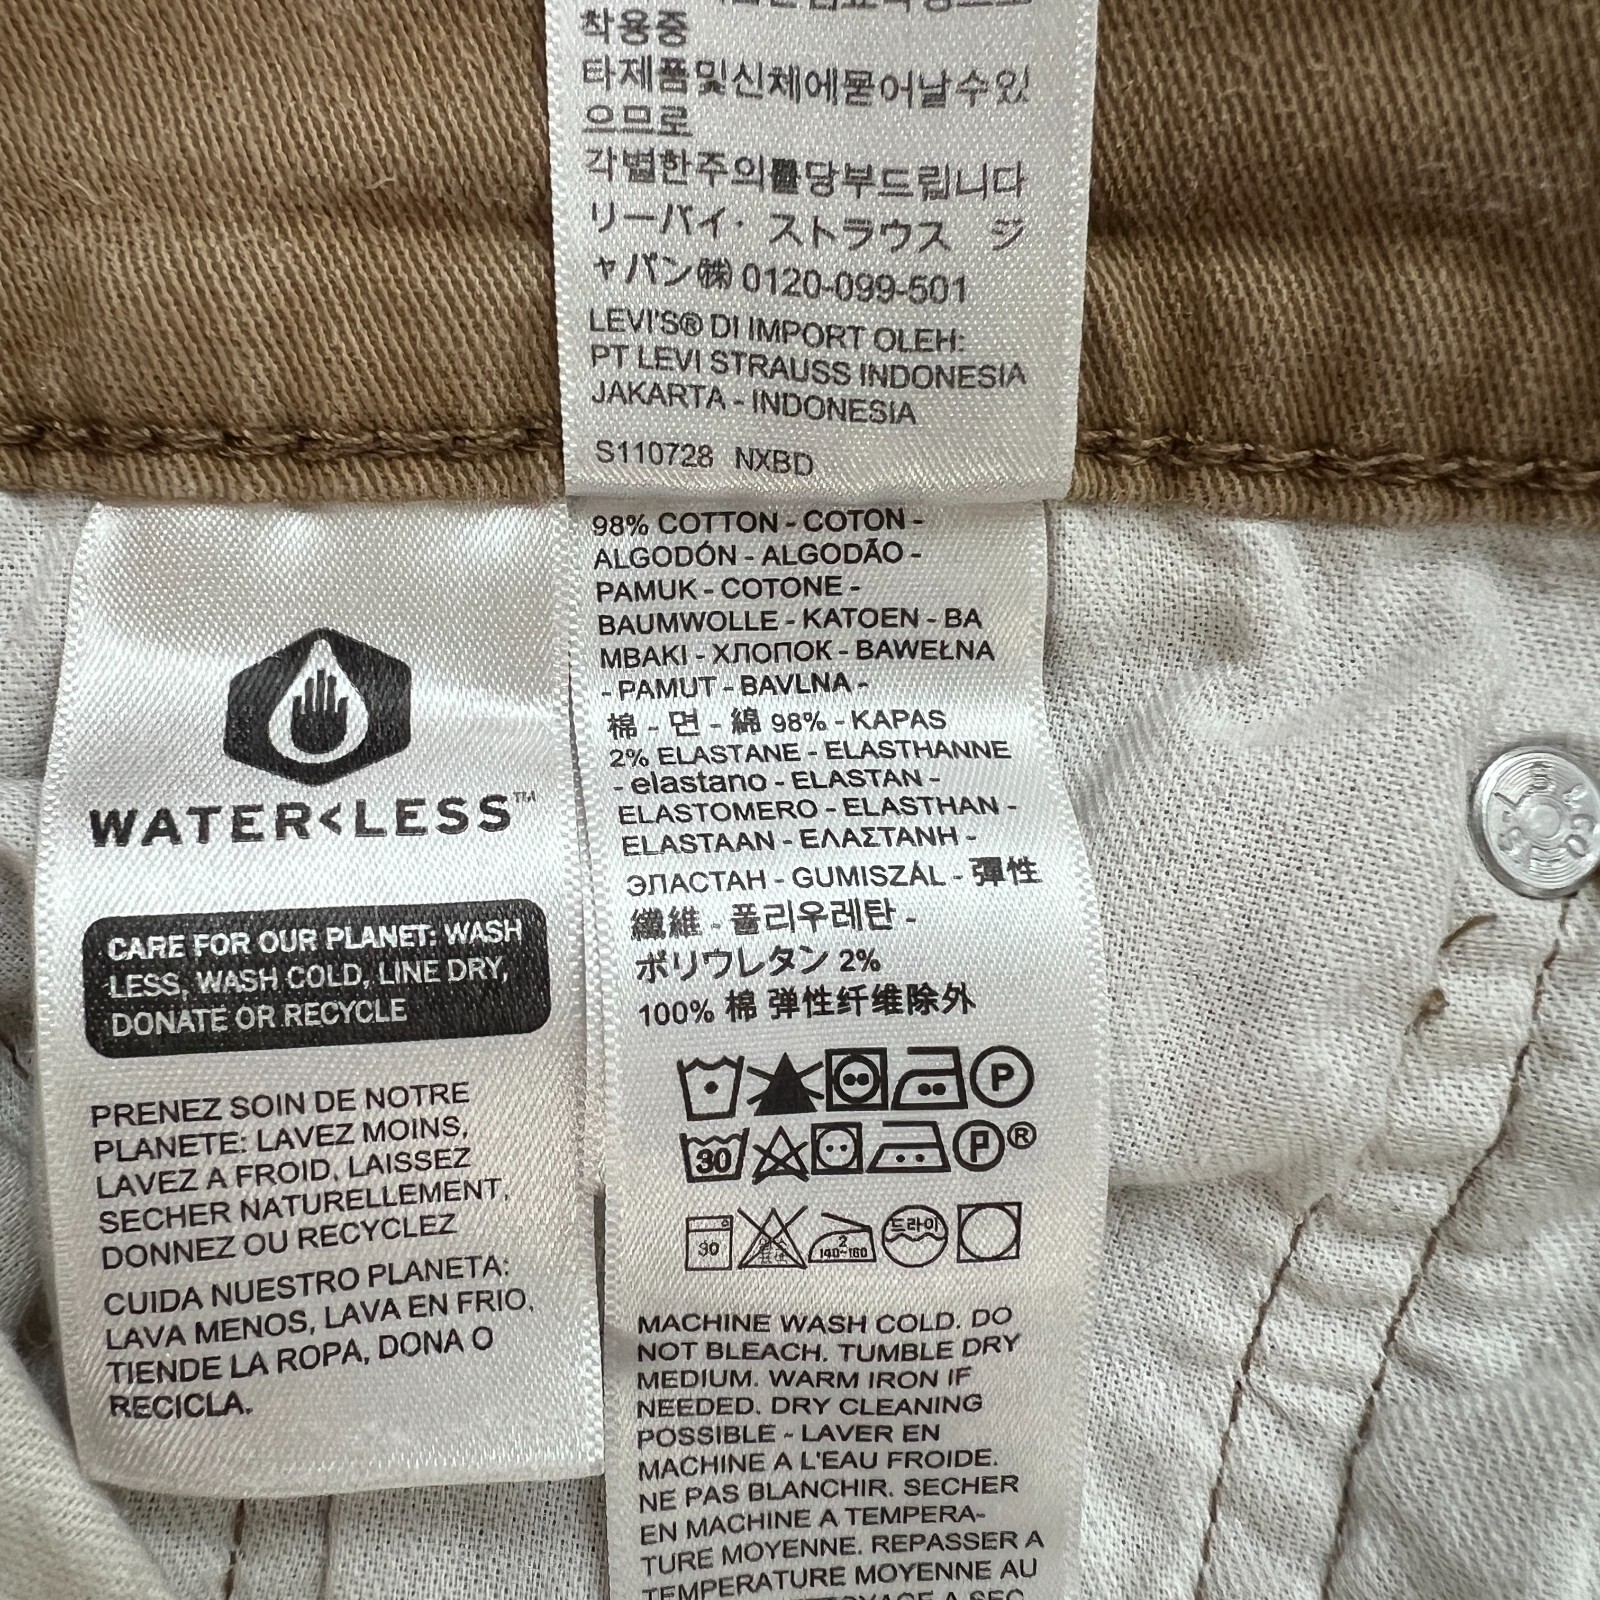 착용중
타제품및신체에묻어날수있
으므로
각별한주의를당부드립니다
リーバイ・ストラウス ジ
ャパン㈱ 0120-099-501
LEVI'S® DI IMPORT OLEH:
PT LEVI STRAUSS INDONESIA
JAKARTA - INDONESIA
S110728 NXBD
WATER<LESS™
CARE FOR OUR PLANET: WASH
LESS, WASH COLD, LINE DRY,
DONATE OR RECYCLE
PRENEZ SOIN DE NOTRE
PLANETE: LAVEZ MOINS,
LAVEZ A FROID, LAISSEZ
SECHER NATURELLEMENT,
DONNEZ OU RECYCLEZ
CUIDA NUESTRO PLANETA:
LAVA MENOS, LAVA EN FRIO,
TIENDE LA ROPA, DONA O
RECICLA.
98% COTTON - COTON -
ALGODÓN - ALGODÃO -
PAMUK - COTONE -
BAUMWOLLE - KATOEN - BA
MBAKI - ХЛОПОК - BAWEŁNA
- PAMUT - BAVLNA -
棉 - 면 - 綿 98% - KAPAS
2% ELASTANE - ELASTHANNE
- elastano - ELASTAN -
ELASTOMERO - ELASTHAN -
ELASTAAN - ΕΛΑΣΤΑΝΗ -
ЭЛАСТАН - GUMISZÁL - 彈性
纖維 - 폴리우레탄 -
ポリウレタン 2%
100% 棉 弹性纤维除外
P
30 P ®
30 2 140~160 드라이
MACHINE WASH COLD. DO
NOT BLEACH. TUMBLE DRY
MEDIUM. WARM IRON IF
NEEDED. DRY CLEANING
POSSIBLE - LAVER EN
MACHINE A L'EAU FROIDE.
NE PAS BLANCHIR. SECHER
EN MACHINE A TEMPERA-
TURE MOYENNE. REPASSER A
TEMPERATURE MOYENNE AU